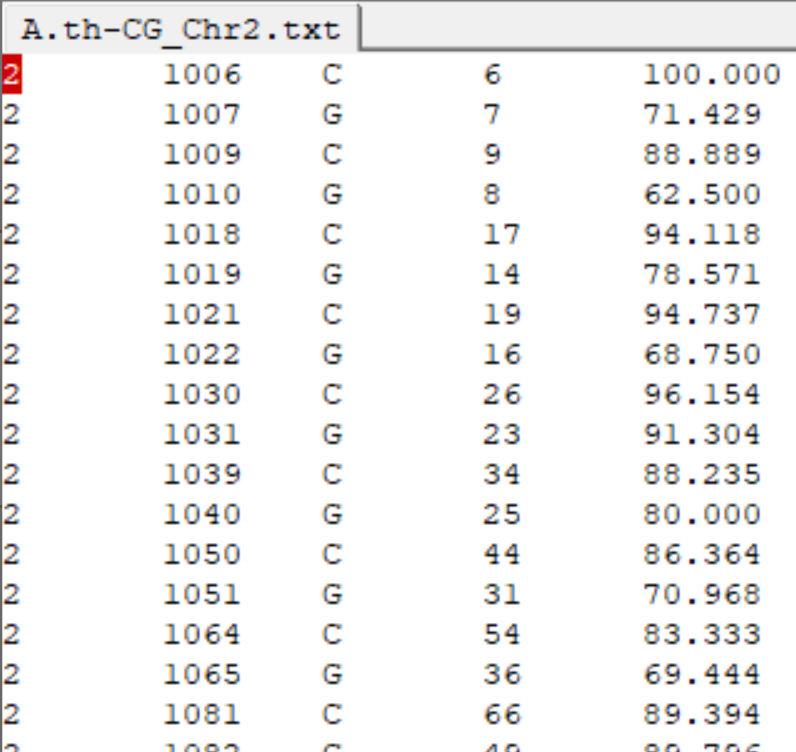 A.th-CG_Chr2.txt
2 1006 C 6 100.000
2 1007 G 7 71.429
2 1009 C 9 88.889
2 1010 G 8 62.500
2 1018 C 17 94.118
2 1019 G 14 78.571
2 1021 C 19 94.737
2 1022 G 16 68.750
2 1030 C 26 96.154
2 1031 G 23 91.304
2 1039 C 34 88.235
2 1040 G 25 80.000
2 1050 C 44 86.364
2 1051 G 31 70.968
2 1064 C 54 83.333
2 1065 G 36 69.444
2 1081 C 66 89.394